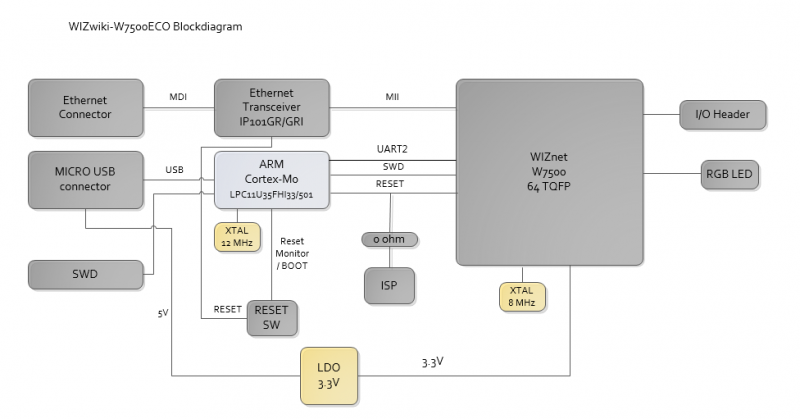 WIZwiki-W7500ECO Blockdiagram
Ethernet
Connector
MDI
Ethernet
Transceiver
IP101GR/GRI
MII
WIZnet
W7500
64 TQFP
I/O Header
RGB LED
MICRO USB
connector
USB
ARM
Cortex-M0
LPC11U35FHI33/501
UART2
SWD
RESET
XTAL
12 MHz
Reset
Monitor
/ BOOT
0 ohm
ISP
SWD
XTAL
8 MHz
5V
RESET
RESET
SW
LDO
3.3V
3.3V